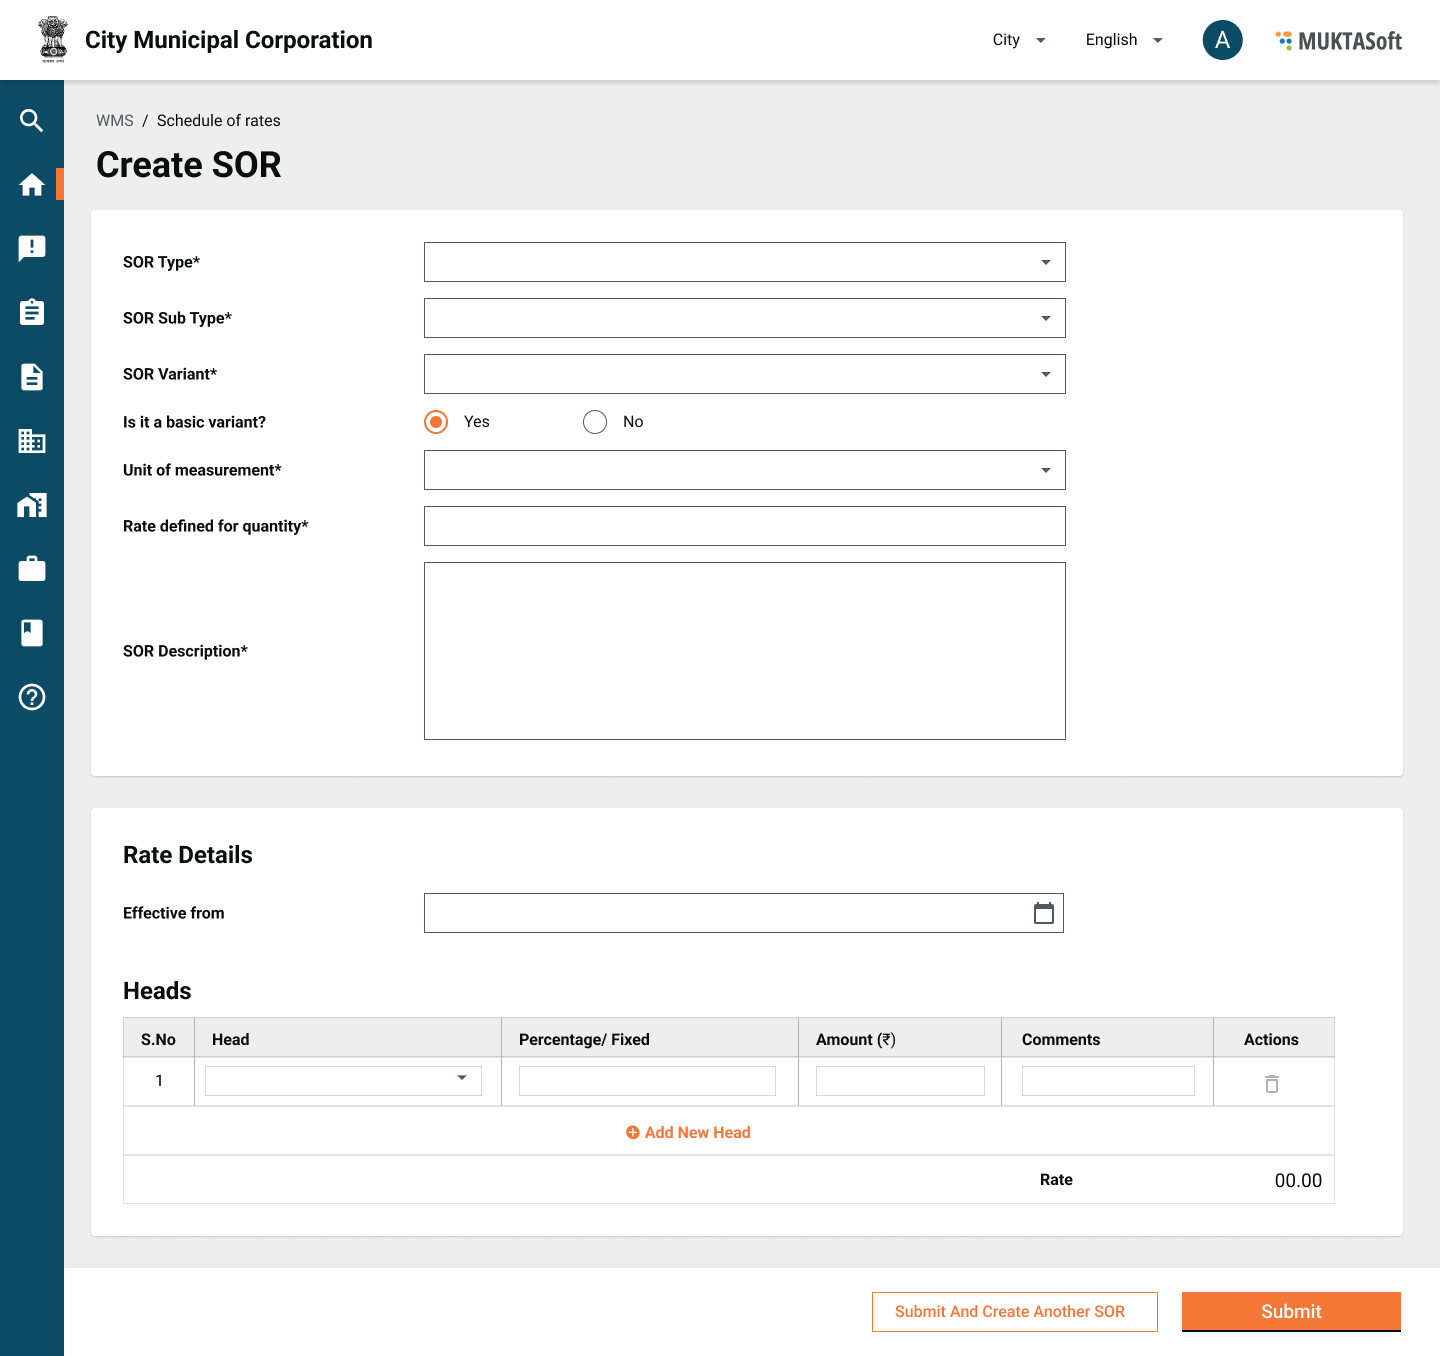 City Municipal Corporation
City
English
A
MUKTASoft
WMS / Schedule of rates
Create SOR
SOR Type*
SOR Sub Type*
SOR Variant*
Is it a basic variant? Yes No
Unit of measurement*
Rate defined for quantity*
SOR Description*
Rate Details
Effective from
Heads
S.No Head Percentage/ Fixed Amount (₹) Comments Actions
1
Add New Head
Rate 00.00
Submit And Create Another SOR Submit